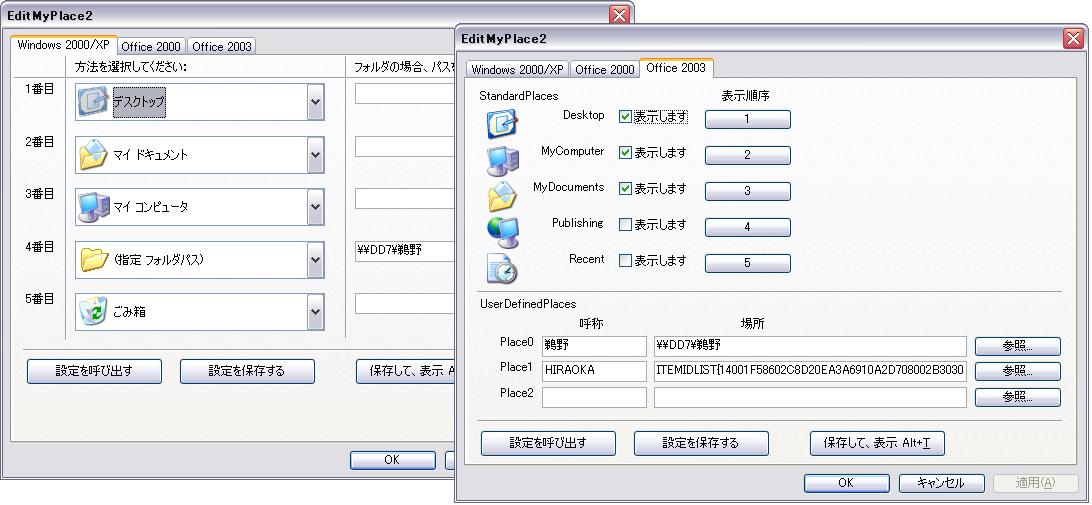 EditMyPlace2
Windows 2000/XP Office 2000 Office 2003
方法を選択してください: フォルダの場合、パスを
1番目 デスクトップ
2番目 マイ ドキュメント
3番目 マイ コンピュータ
4番目 (指定 フォルダパス) \\DD7\鵜野
5番目 ごみ箱
設定を呼び出す 設定を保存する 保存して、表示 A
OK
EditMyPlace2
Windows 2000/XP Office 2000 Office 2003
StandardPlaces 表示順序
Desktop 表示します 1
MyComputer 表示します 2
MyDocuments 表示します 3
Publishing 表示します 4
Recent 表示します 5
UserDefinedPlaces
呼称 場所
Place0 鵜野 \\DD7\鵜野 参照...
Place1 HIRAOKA ITEMIDLIST{14001F58602C8D20EA3A6910A2D708002B3030 参照...
Place2 参照...
設定を呼び出す 設定を保存する 保存して、表示 Alt+T
OK キャンセル 適用(A)